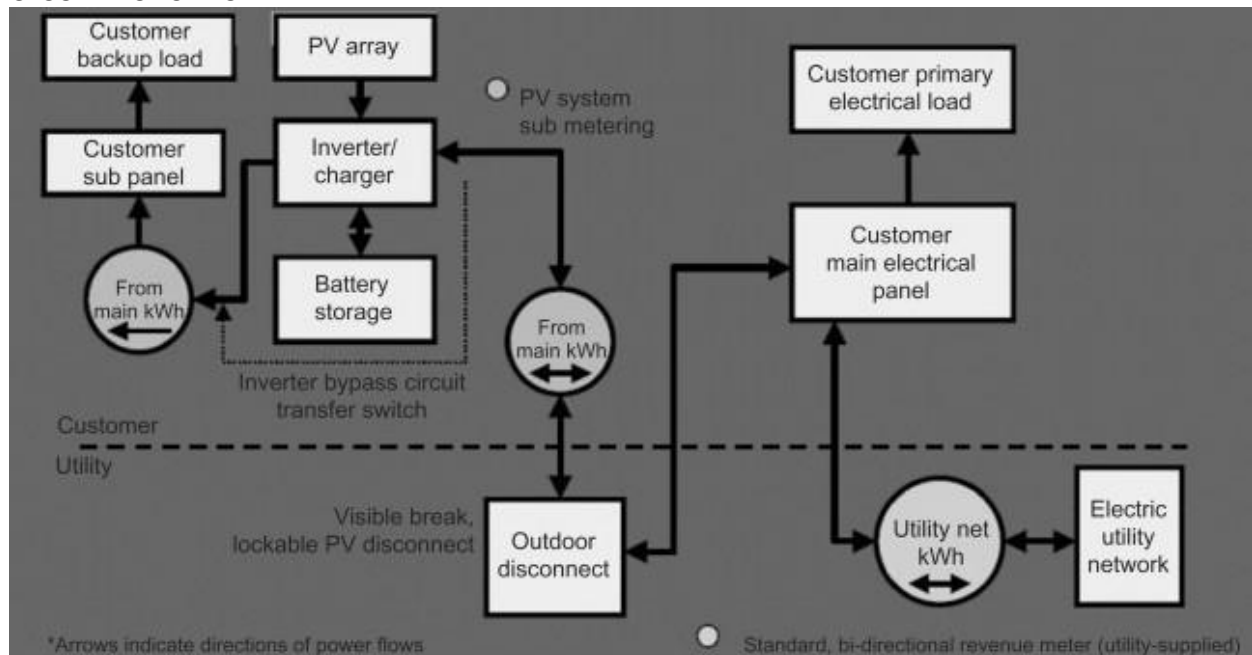 Customer
backup load
PV array
PV system
sub metering
Customer primary
electrical load
Customer
sub panel
Inverter/
charger
Customer
main electrical
panel
From
main kWh
Battery
storage
From
main kWh
Inverter bypass circuit
transfer switch
Customer
Utility
Visible break,
lockable PV disconnect
Outdoor
disconnect
Utility net
kWh
Electric
utility
network
*Arrows indicate directions of power flows
Standard, bi-directional revenue meter (utility-supplied)